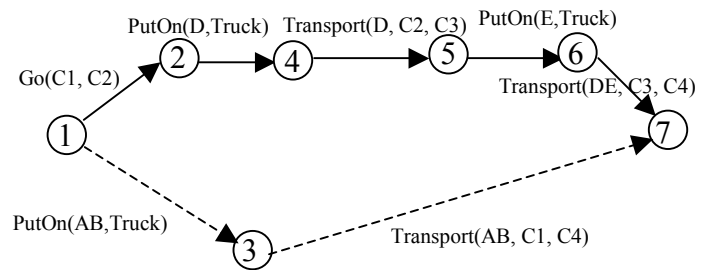 PutOn(D,Truck)
Transport(D, C2, C3)
PutOn(E,Truck)
2
4
5
6
Go(C1, C2)
Transport(DE, C3, C4)
1
7
PutOn(AB,Truck)
3
Transport(AB, C1, C4)